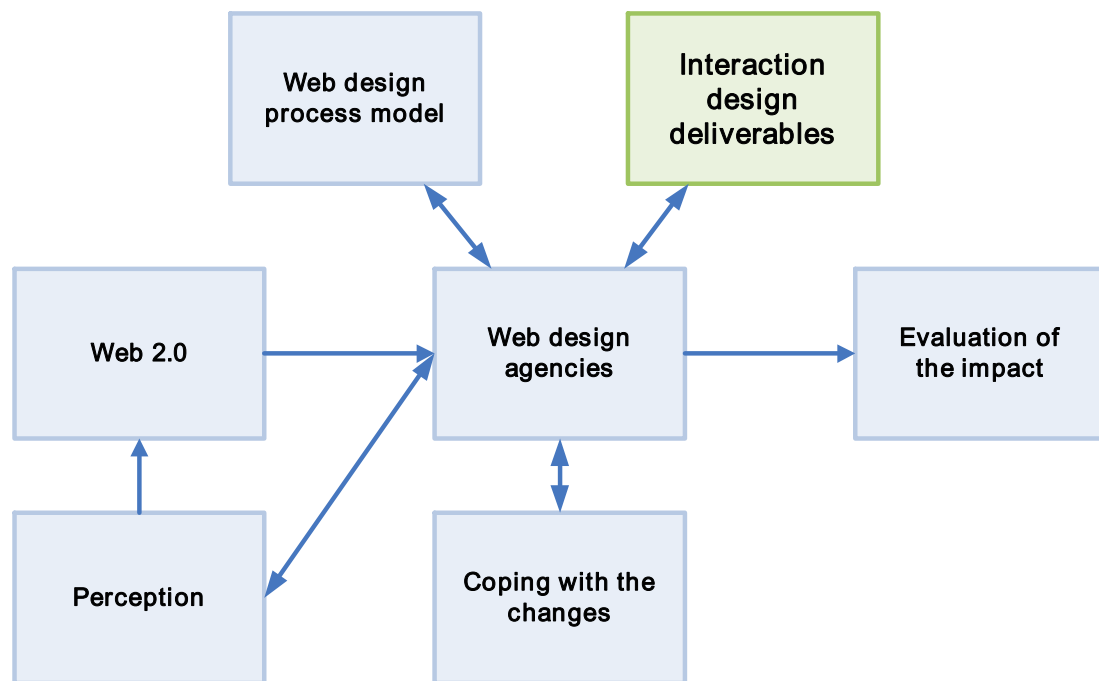 Web design
process model
Interaction
design
deliverables
Web 2.0
Web design
agencies
Evaluation of
the impact
Perception
Coping with the
changes